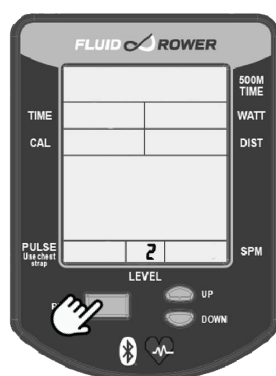 FLUID ROWER
500M
TIME
TIME
WATT
CAL
DIST
PULSE
Use chest
strap
2
SPM
LEVEL
UP
DOWN